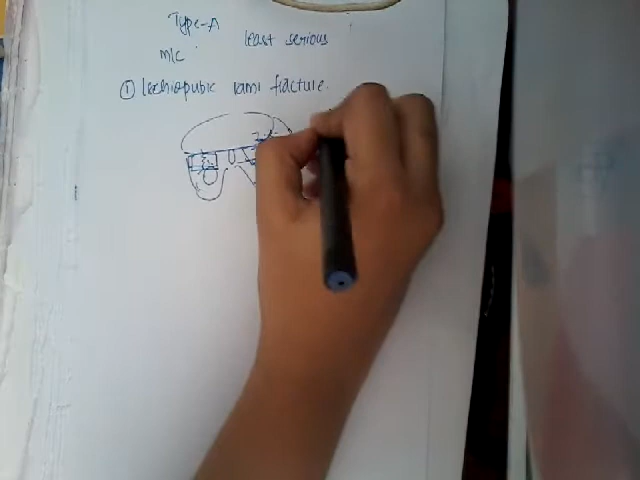 Type-A
least serious
m/c
① Ischiopubic rami fracture.